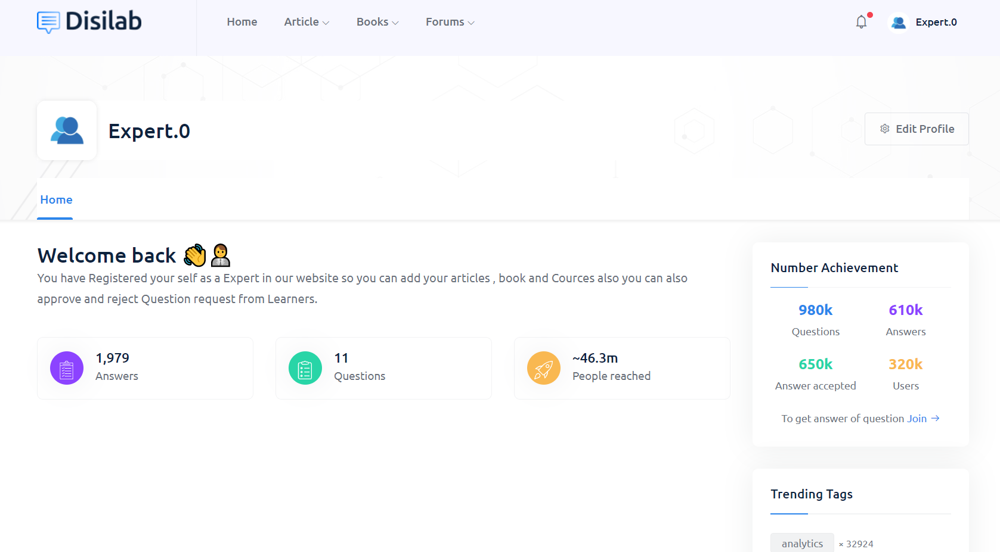 Disilab
Home Article Books Forums
Expert.0
Expert.0
Edit Profile
Home
Welcome back 👋👨‍💼
You have Registered your self as a Expert in our website so you can add your articles , book and Cources also you can also
approve and reject Question request from Learners.
1,979
Answers
11
Questions
~46.3m
People reached
Number Achievement
980k
Questions
610k
Answers
650k
Answer accepted
320k
Users
To get answer of question Join →
Trending Tags
analytics × 32924